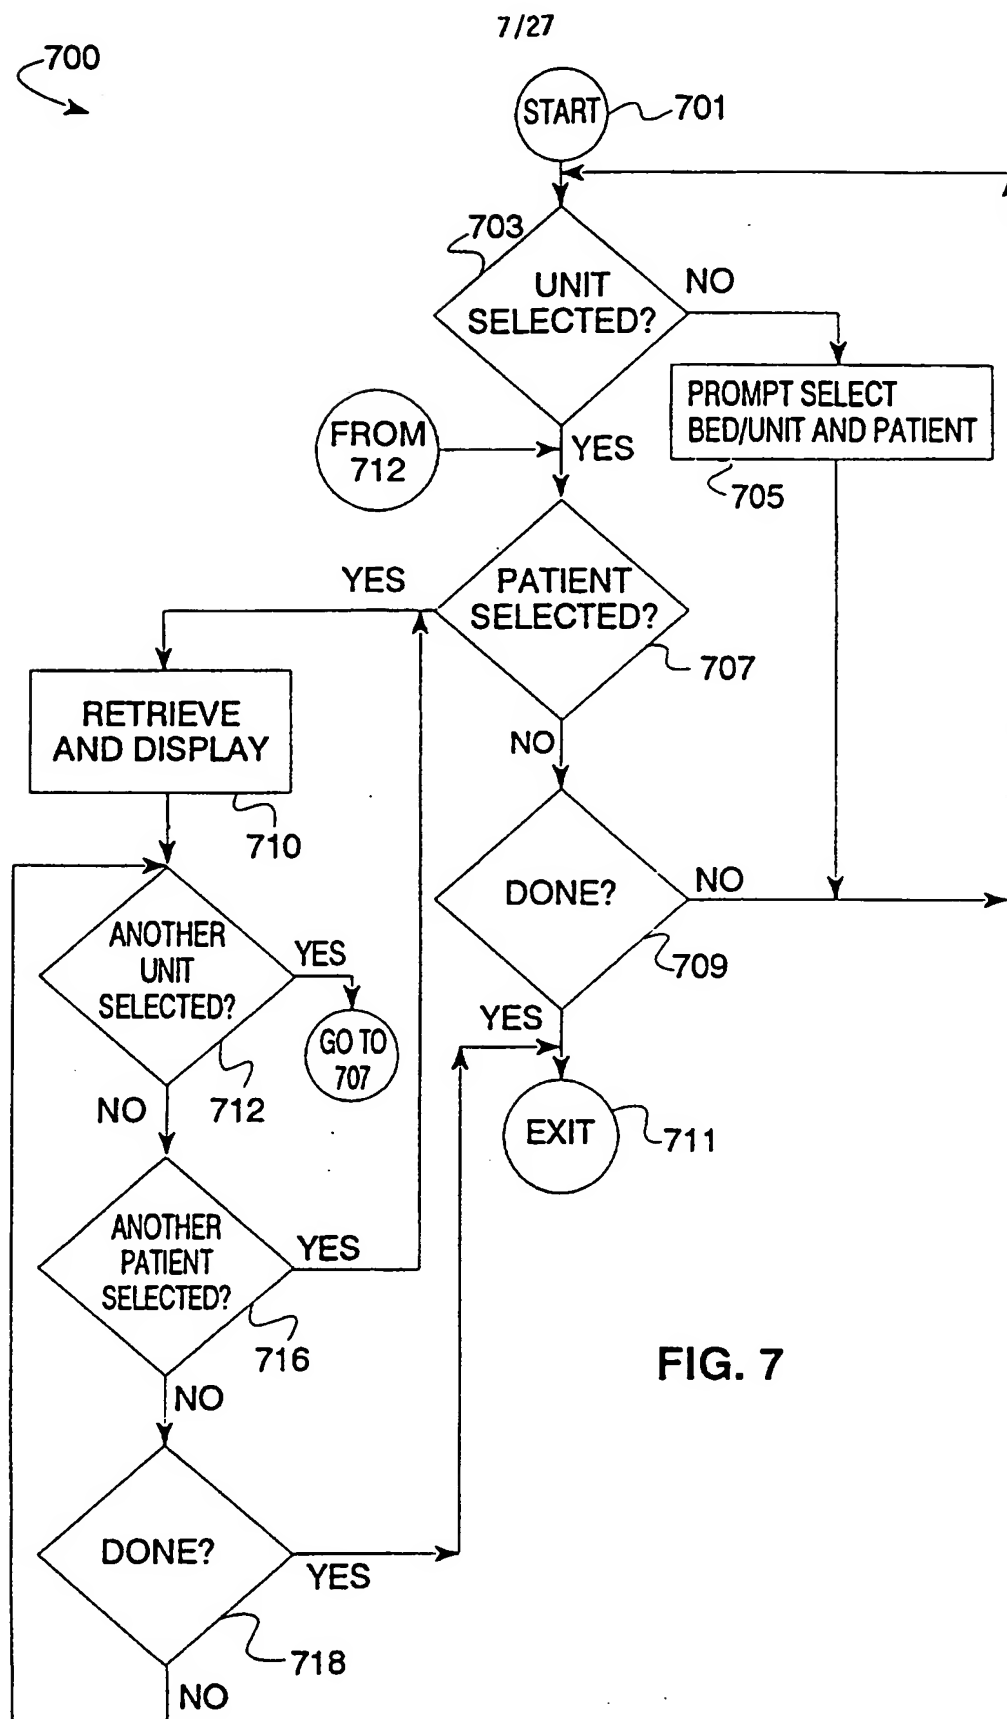 7/27
700
START
701
703
UNIT
SELECTED?
NO
PROMPT SELECT
BED/UNIT AND PATIENT
705
FROM
712
YES
YES
PATIENT
SELECTED?
707
RETRIEVE
AND DISPLAY
710
NO
DONE?
NO
709
ANOTHER
UNIT
SELECTED?
YES
GO TO
707
712
NO
YES
EXIT
711
ANOTHER
PATIENT
SELECTED?
YES
716
NO
FIG. 7
DONE?
YES
718
NO